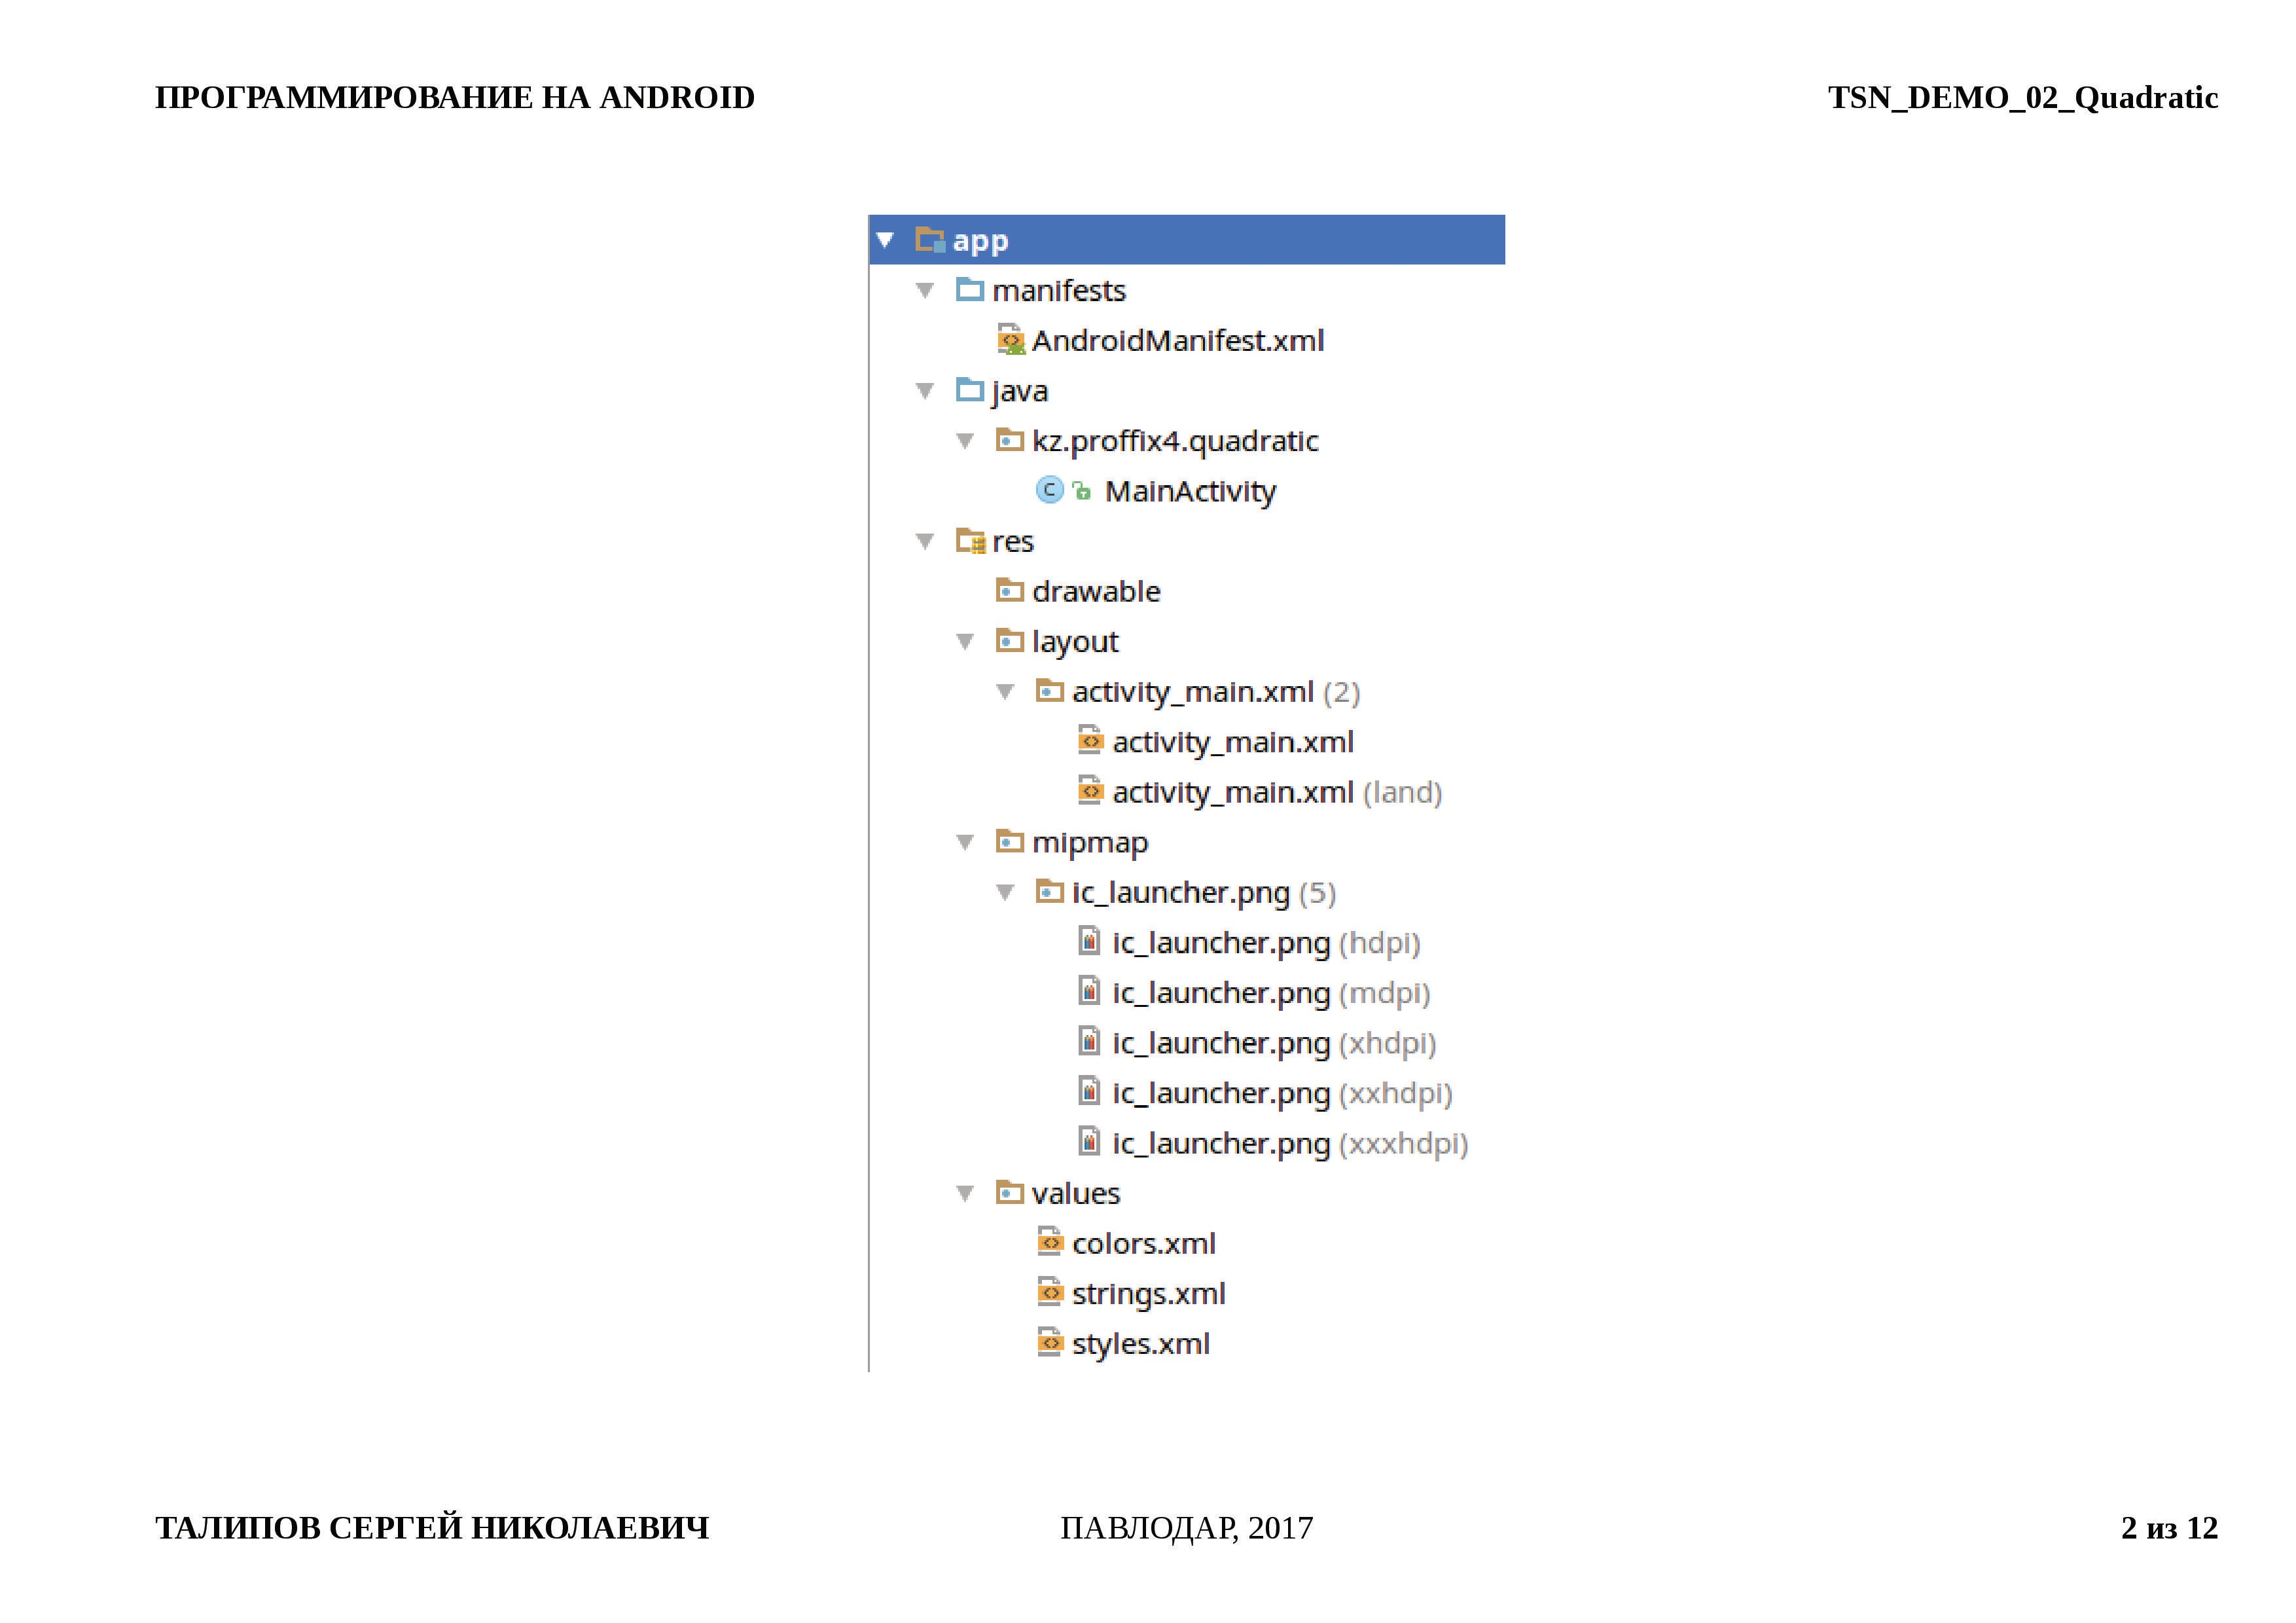 ПРОГРАММИРОВАНИЕ НА ANDROID TSN_DEMO_02_Quadratic
app
manifests
AndroidManifest.xml
java
kz.proffix4.quadratic
MainActivity
res
drawable
layout
activity_main.xml (2)
activity_main.xml
activity_main.xml (land)
mipmap
ic_launcher.png (5)
ic_launcher.png (hdpi)
ic_launcher.png (mdpi)
ic_launcher.png (xhdpi)
ic_launcher.png (xxhdpi)
ic_launcher.png (xxxhdpi)
values
colors.xml
strings.xml
styles.xml
ТАЛИПОВ СЕРГЕЙ НИКОЛАЕВИЧ ПАВЛОДАР, 2017 2 из 12